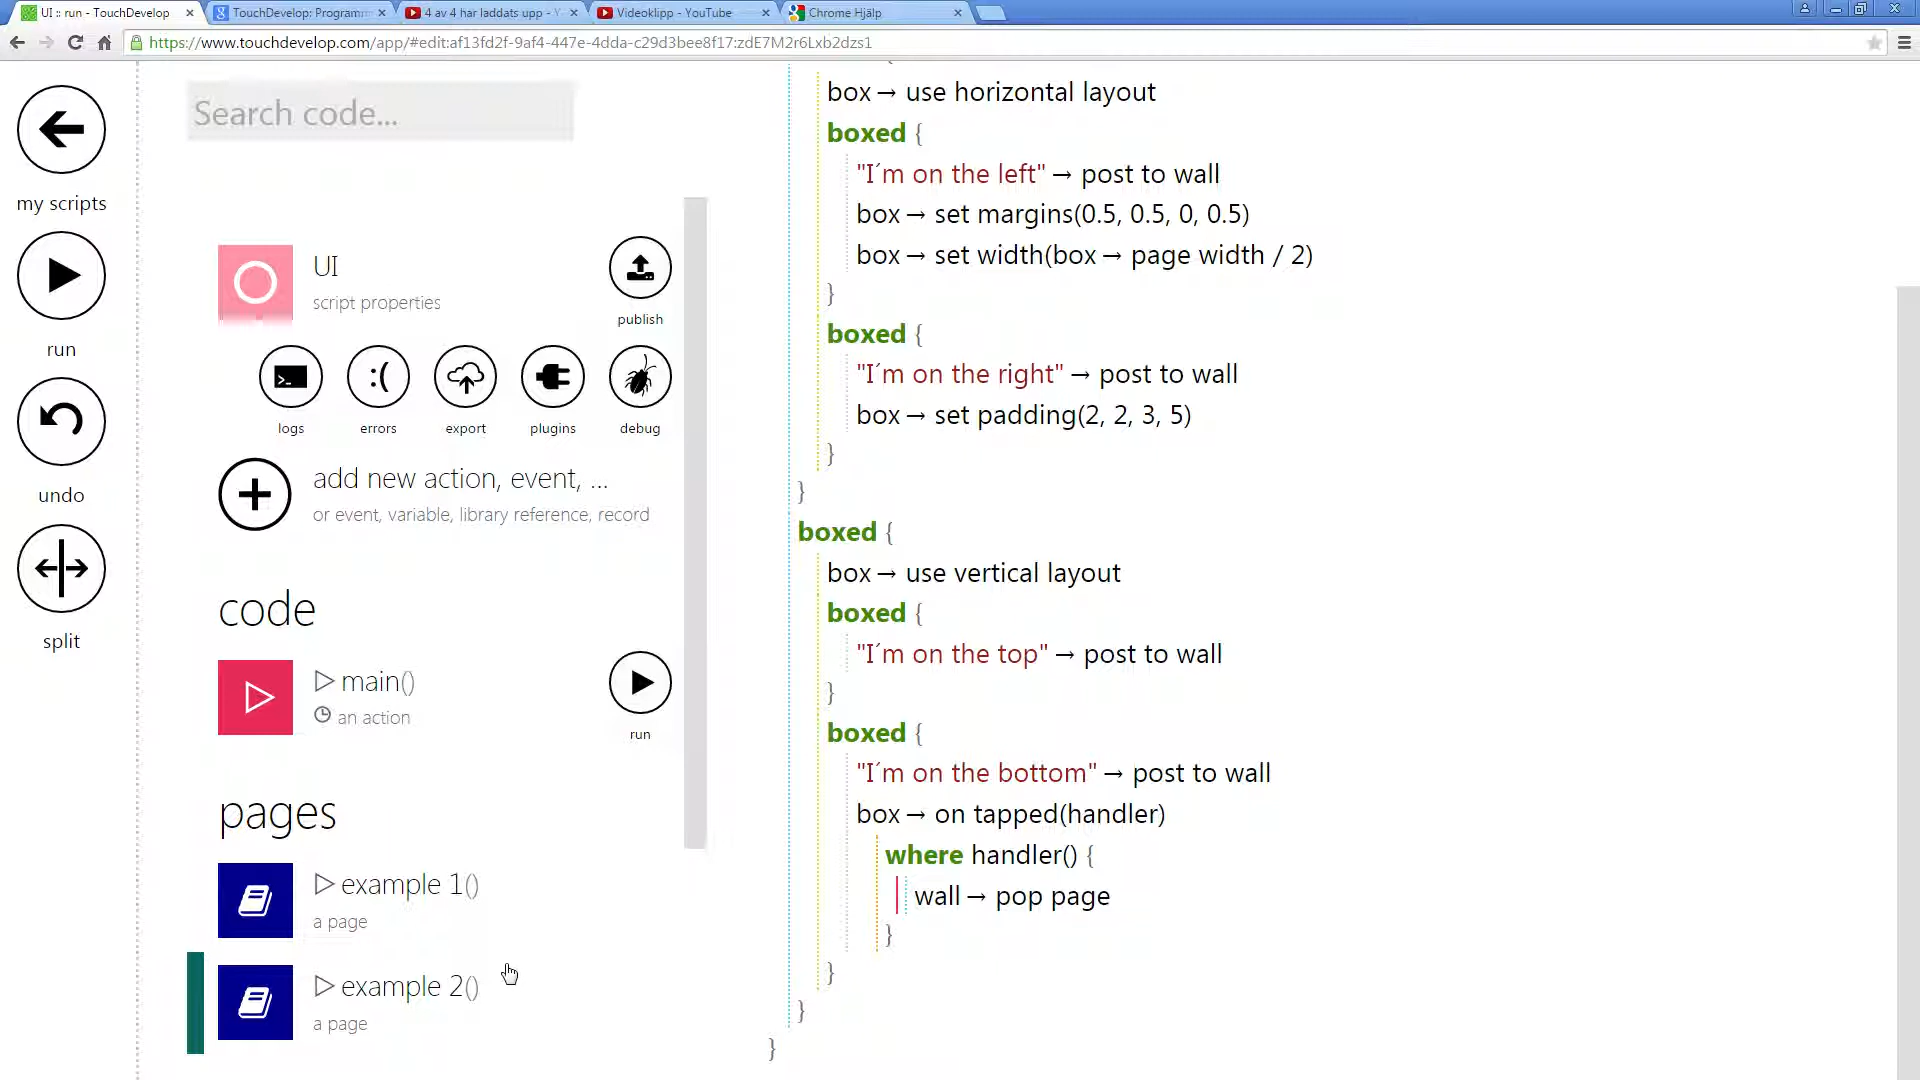 UI :: run - TouchDevelop
TouchDevelop: Programm
4 av 4 har laddats upp - Y
Videoklipp - YouTube
Chrome Hjälp
https://www.touchdevelop.com/app/#edit:af13fd2f-9af4-447e-4dda-c29d3bee8f17:zdE7M2r6Lxb2dzs1
my scripts
run
undo
split
Search code...
UI
script properties
publish
logs
errors
export
plugins
debug
add new action, event, ...
or event, variable, library reference, record
code
main()
an action
run
pages
example 1()
a page
example 2()
a page
box → use horizontal layout
boxed {
"I´m on the left" → post to wall
box → set margins(0.5, 0.5, 0, 0.5)
box → set width(box → page width / 2)
}
boxed {
"I´m on the right" → post to wall
box → set padding(2, 2, 3, 5)
}
}
boxed {
box → use vertical layout
boxed {
"I´m on the top" → post to wall
}
boxed {
"I´m on the bottom" → post to wall
box → on tapped(handler)
where handler() {
wall → pop page
}
}
}
}